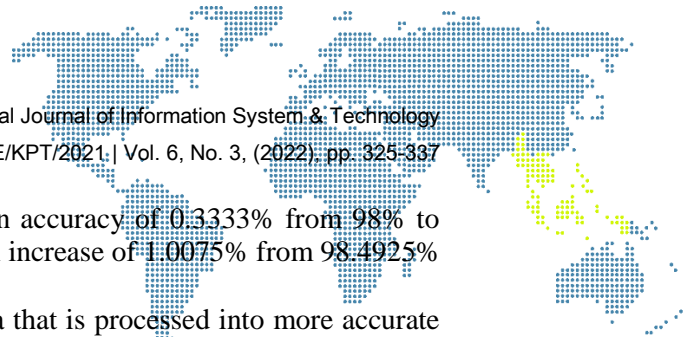 al Journal of Information System & Technology
E/KPT/2021 | Vol. 6, No. 3, (2022), pp. 325-337
n accuracy of 0.3333% from 98% to
increase of 1.0075% from 98.4925%
that is processed into more accurate